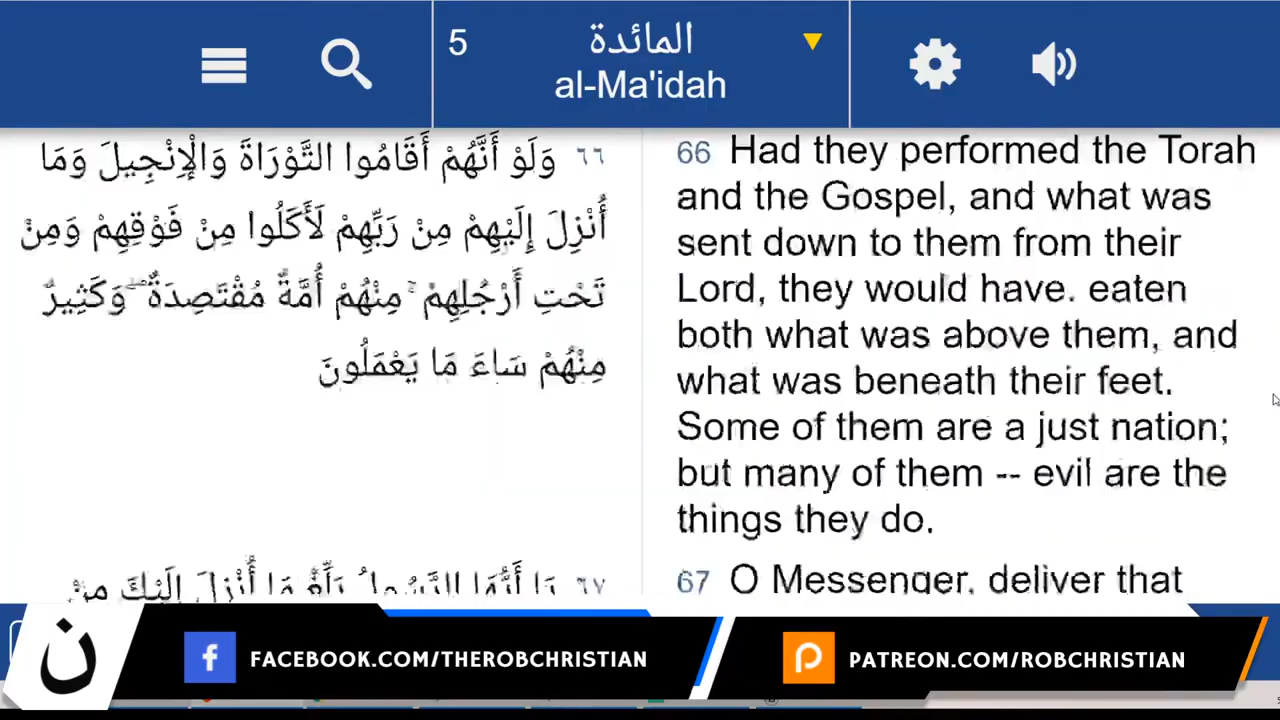 5
المائدة
al-Ma'idah
٦٦ وَلَوْ أَنَّهُمْ أَقَامُوا التَّوْرَاةَ وَالْإِنْجِيلَ وَمَا
أُنْزِلَ إِلَيْهِمْ مِنْ رَبِّهِمْ لَأَكَلُوا مِنْ فَوْقِهِمْ وَمِنْ
تَحْتِ أَرْجُلِهِمْ ۚ مِنْهُمْ أُمَّةٌ مُقْتَصِدَةٌ ۖ وَكَثِيرٌ
مِنْهُمْ سَاءَ مَا يَعْمَلُونَ
66 Had they performed the Torah
and the Gospel, and what was
sent down to them from their
Lord, they would have. eaten
both what was above them, and
what was beneath their feet.
Some of them are a just nation;
but many of them -- evil are the
things they do.
٦٧ يَا أَيُّهَا الرَّسُولُ بَلِّغْ مَا أُنْزِلَ إِلَيْكَ مِنْ
67 O Messenger, deliver that
ن
FACEBOOK.COM/THEROBCHRISTIAN
PATREON.COM/ROBCHRISTIAN